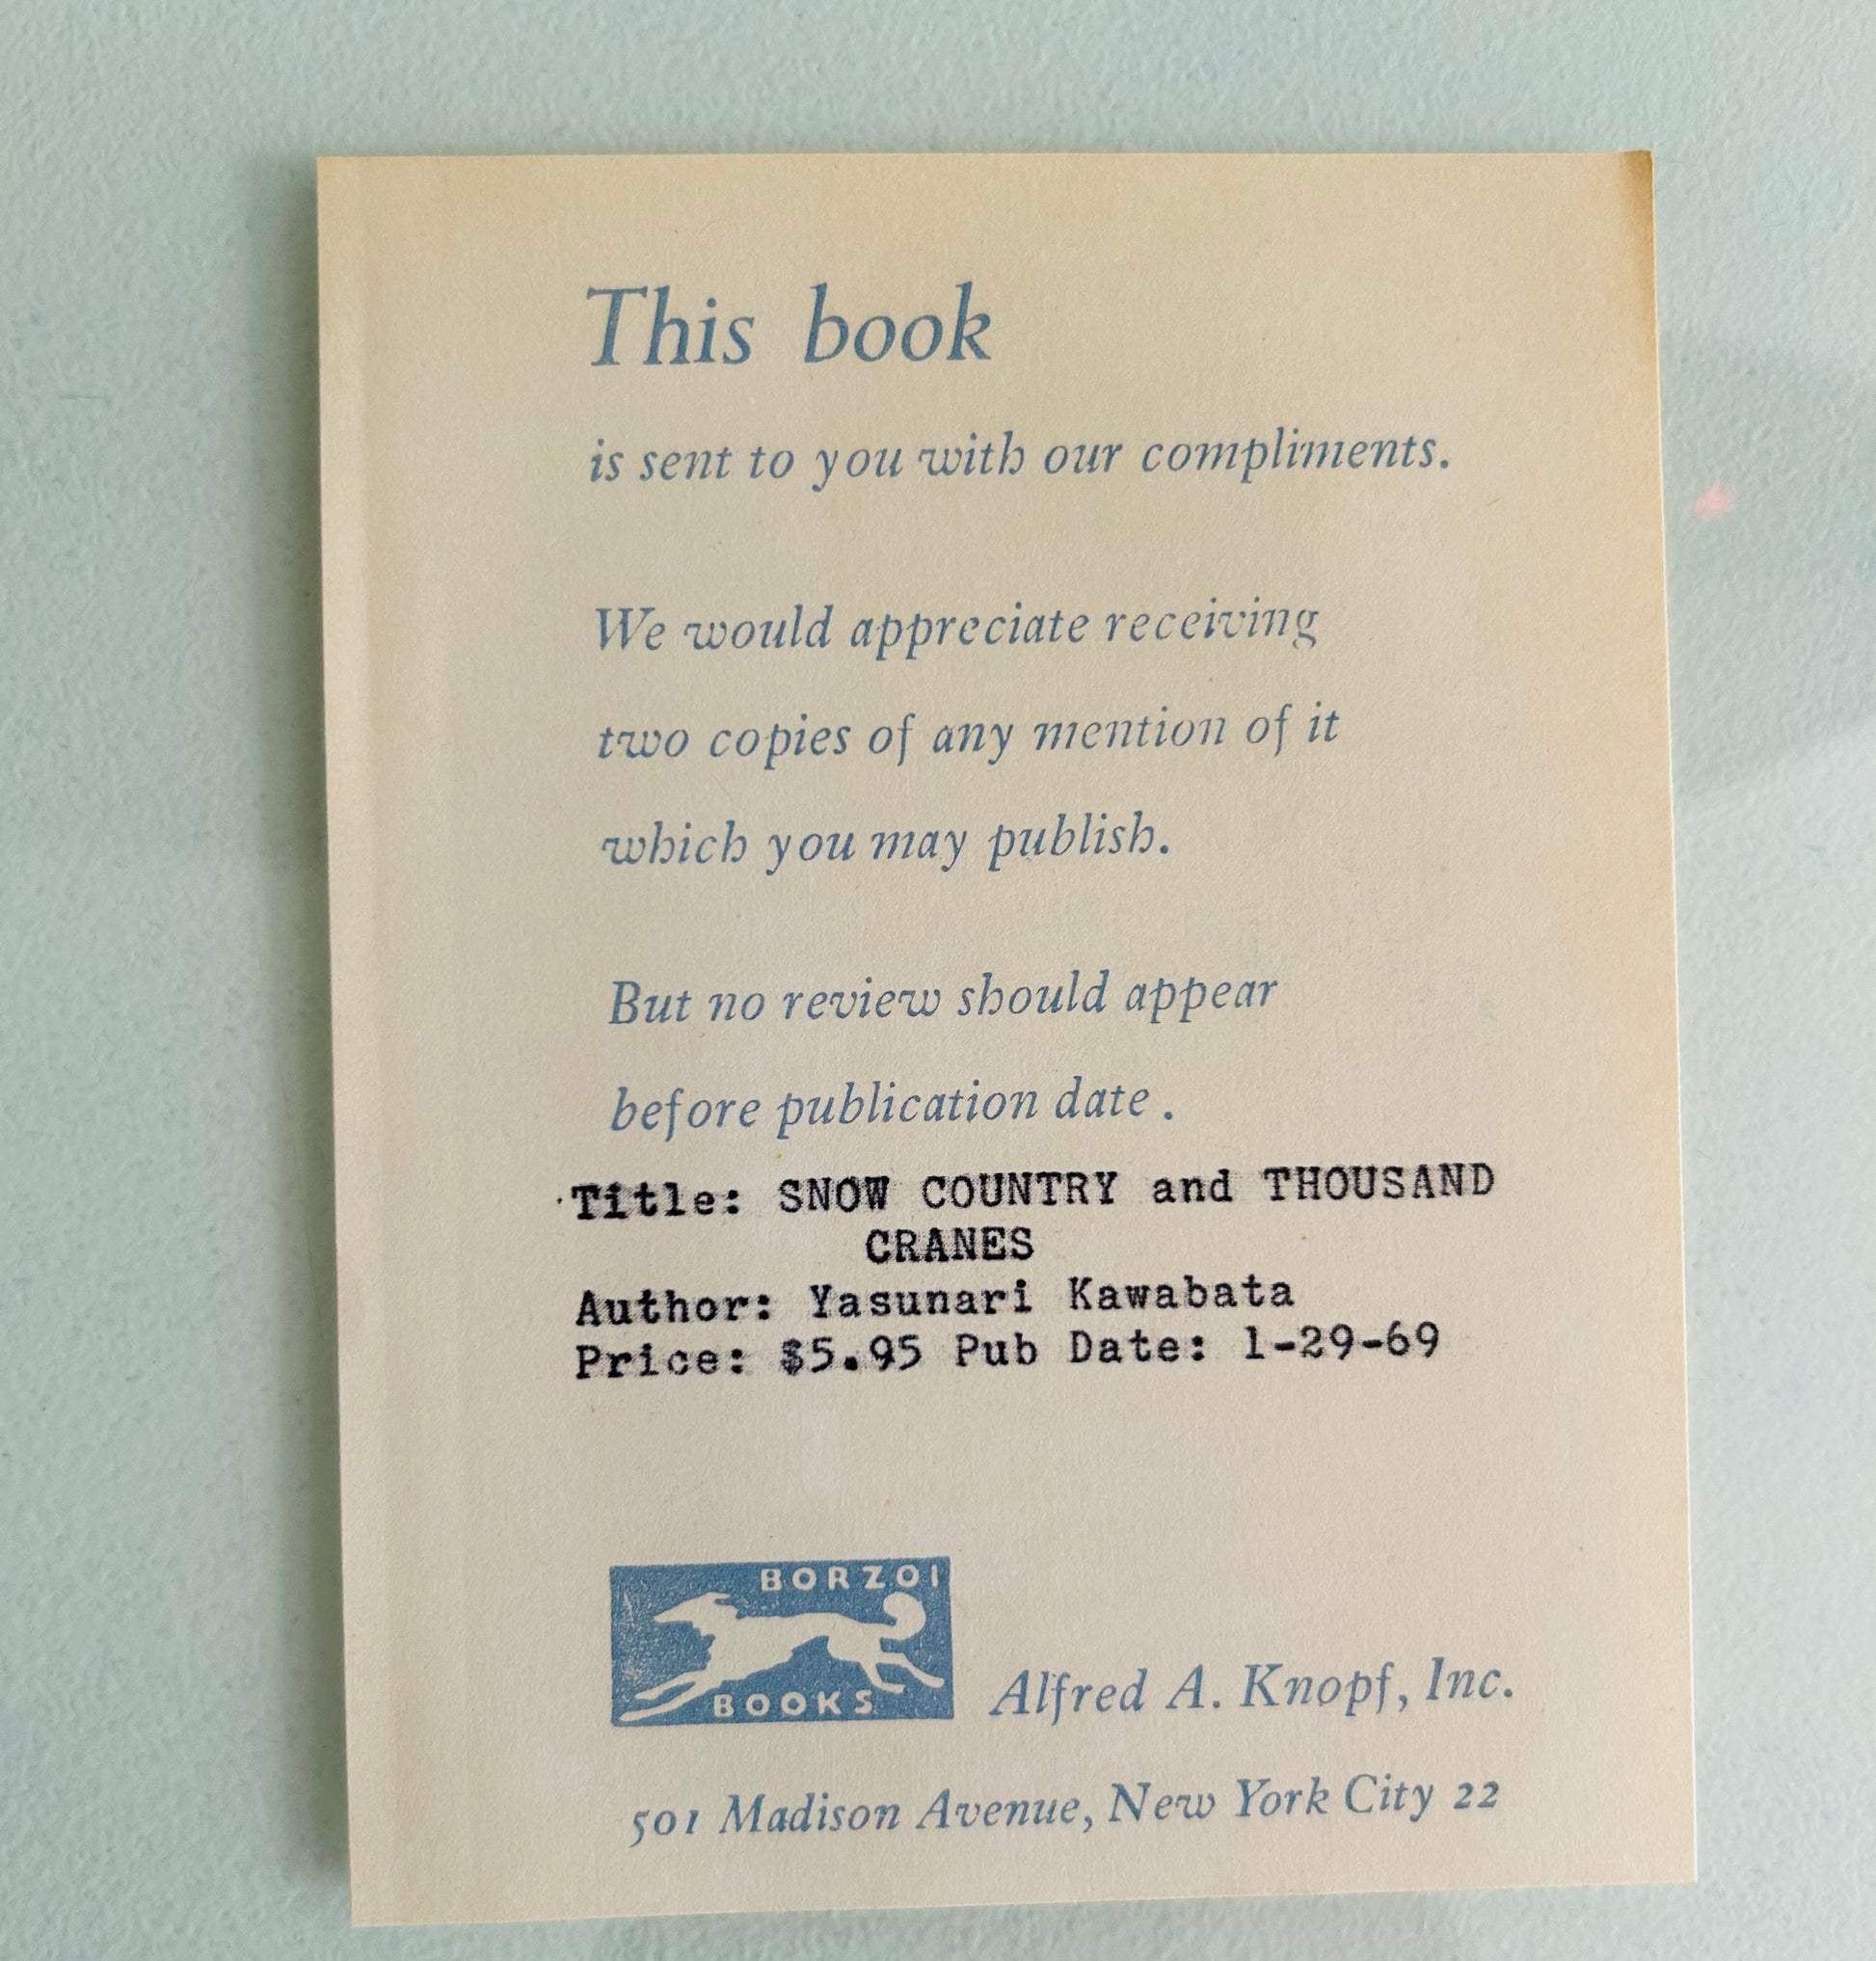 This book
is sent to you with our compliments.
We would appreciate receiving
two copies of any mention of it
which you may publish.
But no review should appear
before publication date .
Title: SNOW COUNTRY and THOUSAND
CRANES
Author: Yasunari Kawabata
Price: $5.95 Pub Date: 1-29-69
BORZOI
BOOKS
Alfred A. Knopf, Inc.
501 Madison Avenue, New York City 22